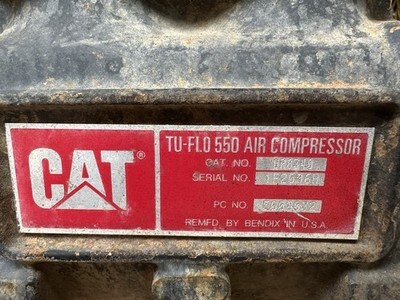 CAT®
TU-FLO 550 AIR COMPRESSOR
CAT. NO.
SERIAL NO.
PC NO.
REMFD BY BENDIX IN U.S.A.